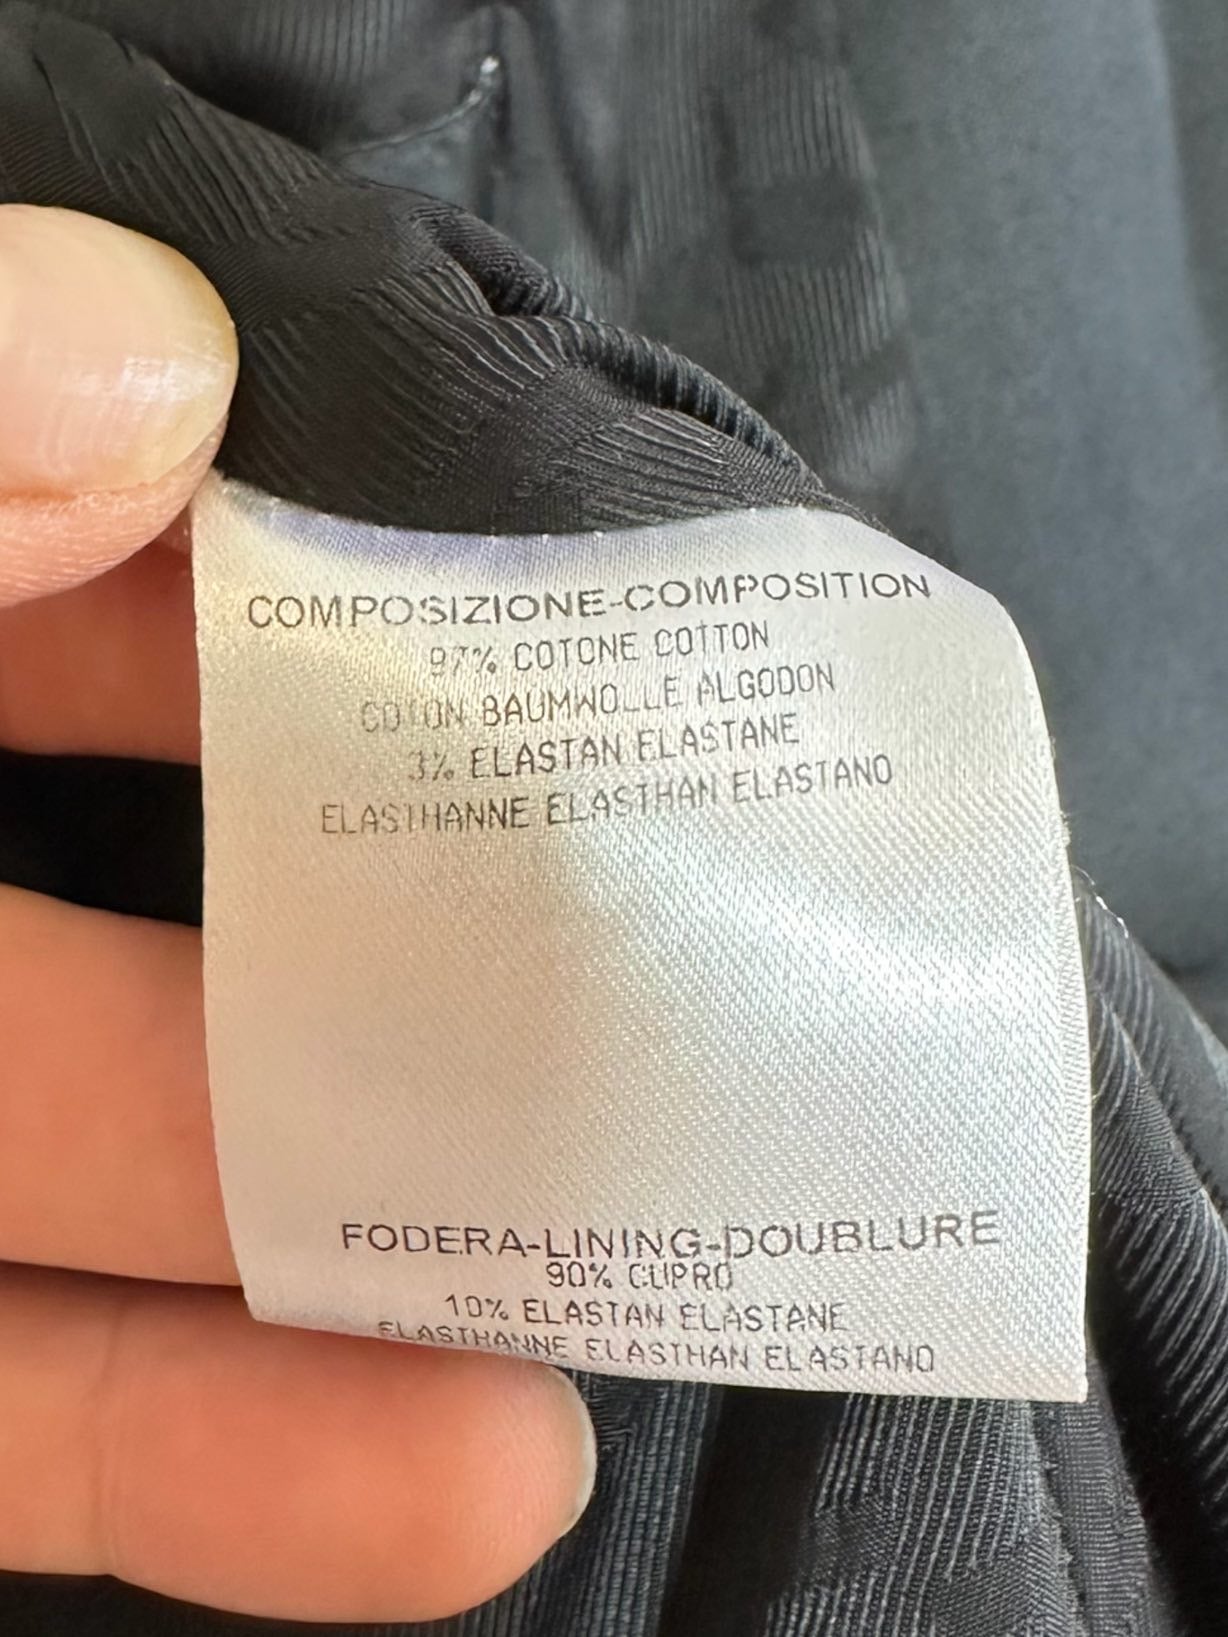 COMPOSIZIONE-COMPOSITION
97% COTONE COTTON
COTON BAUMWOLLE ALGODON
3% ELASTAN ELASTANE
ELASTHANNE ELASTHAN ELASTANO
FODERA-LINING-DOUBLURE
90% CUPRO
10% ELASTAN ELASTANE
ELASTHANNE ELASTHAN ELASTANO